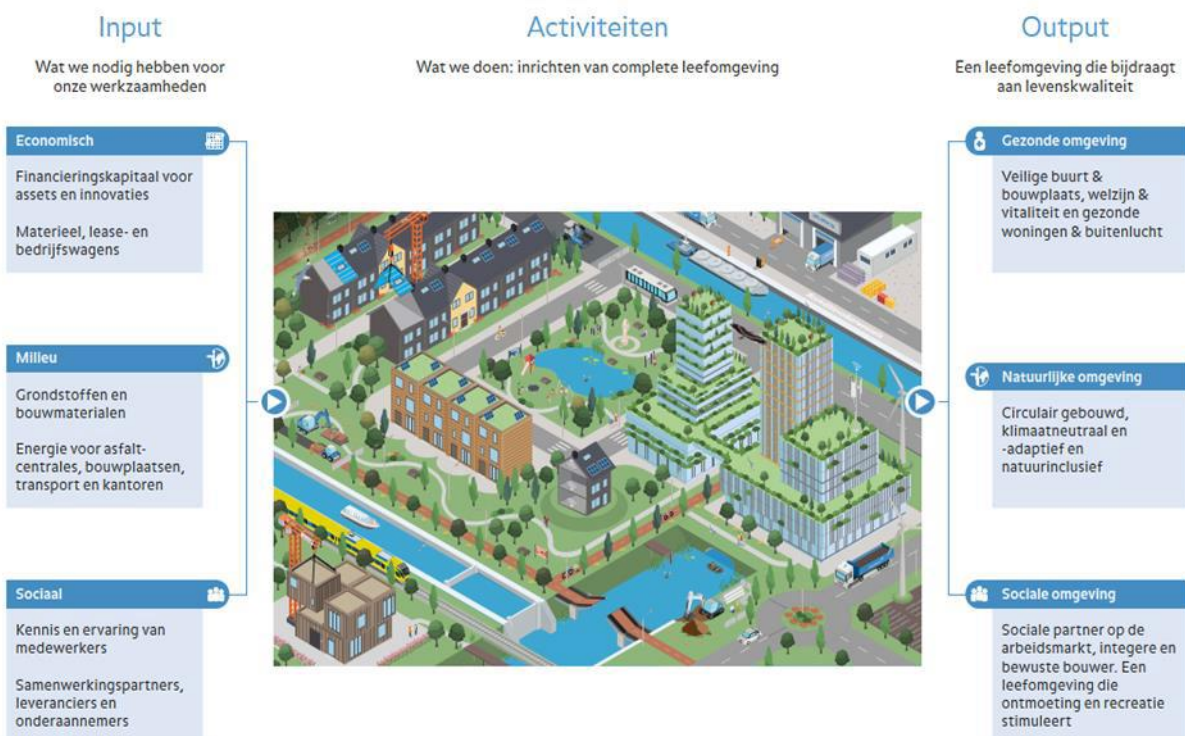 Input
Wat we nodig hebben voor
onze werkzaamheden
Economisch
Financieringskapitaal voor
assets en innovaties
Materieel, lease- en
bedrijfswagens
Milieu
Grondstoffen en
bouwmaterialen
Energie voor asfalt-
centrales, bouwplaatsen,
transport en kantoren
Sociaal
Kennis en ervaring van
medewerkers
Samenwerkingspartners,
leveranciers en
onderaannemers
Activiteiten
Wat we doen: inrichten van complete leefomgeving
Output
Een leefomgeving die bijdraagt
aan levenskwaliteit
Gezonde omgeving
Veilige buurt &
bouwplaats, welzijn &
vitaliteit en gezonde
woningen & buitenlucht
Natuurlijke omgeving
Circulair gebouwd,
klimaatneutraal en
-adaptief en
natuurinclusief
Sociale omgeving
Sociale partner op de
arbeidsmarkt, integere en
bewuste bouwer. Een
leefomgeving die
ontmoeting en recreatie
stimuleert